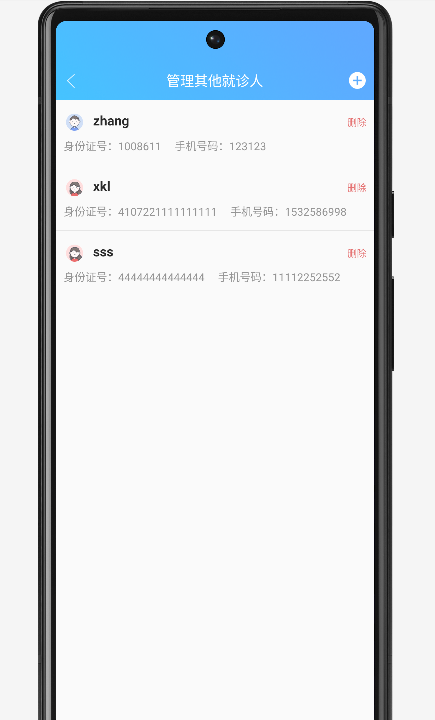 管理其他就诊人
zhang
删除
身份证号：1008611 手机号码：123123
xkl
删除
身份证号：4107221111111111 手机号码：1532586998
sss
删除
身份证号：44444444444444 手机号码：11112252552